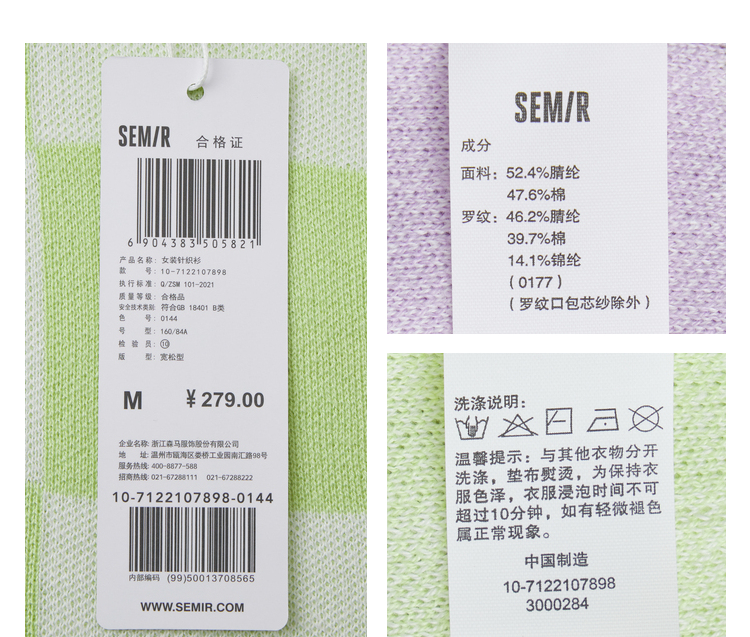 SEMIR 合格证
6 904383 505821
产品名称: 女装针织衫
款 号: 10-7122107898
执行标准: Q/ZSM 101-2021
质量等级: 合格品
安全技术类别: 符合GB 18401 B类
色 号: 0144
号 型: 160/84A
检 验 员: ⑩
版 型: 宽松型
M ¥279.00
企业名称: 浙江森马服饰股份有限公司
地 址: 温州市瓯海区娄桥工业园南汇路98号
服务热线: 400-8877-588
招商热线: 021-67288111 021-67288222
10-7122107898-0144
内部编码 (99)50013708565
WWW.SEMIR.COM
SEMIR
成分
面料: 52.4%腈纶
47.6%棉
罗纹: 46.2%腈纶
39.7%棉
14.1%锦纶
(0177)
(罗纹口包芯纱除外)
洗涤说明:
温馨提示: 与其他衣物分开
洗涤, 垫布熨烫, 为保持衣
服色泽, 衣服浸泡时间不可
超过10分钟, 如有轻微褪色
属正常现象。
中国制造
10-7122107898
3000284